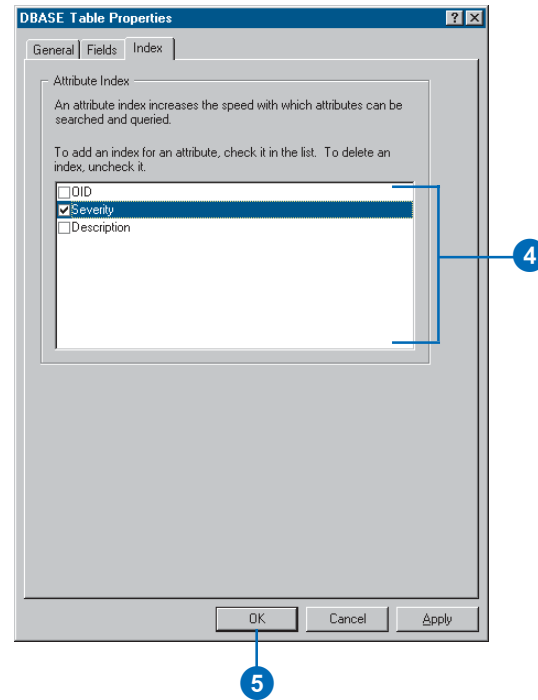 DBASE Table Properties
General Fields Index
Attribute Index
An attribute index increases the speed with which attributes can be
searched and queried.
To add an index for an attribute, check it in the list. To delete an
index, uncheck it.
OID
Severity
Description
4
OK Cancel Apply
5